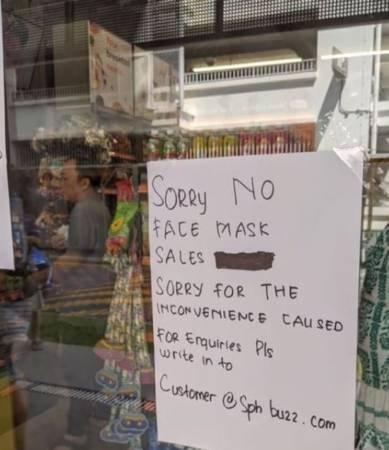 SORRY NO
FACE MASK
SALES
SORRY FOR THE
INCONVENIENCE CAUSED
FOR Enquiries Pls
write in to
Customer @ Sph buzz . com